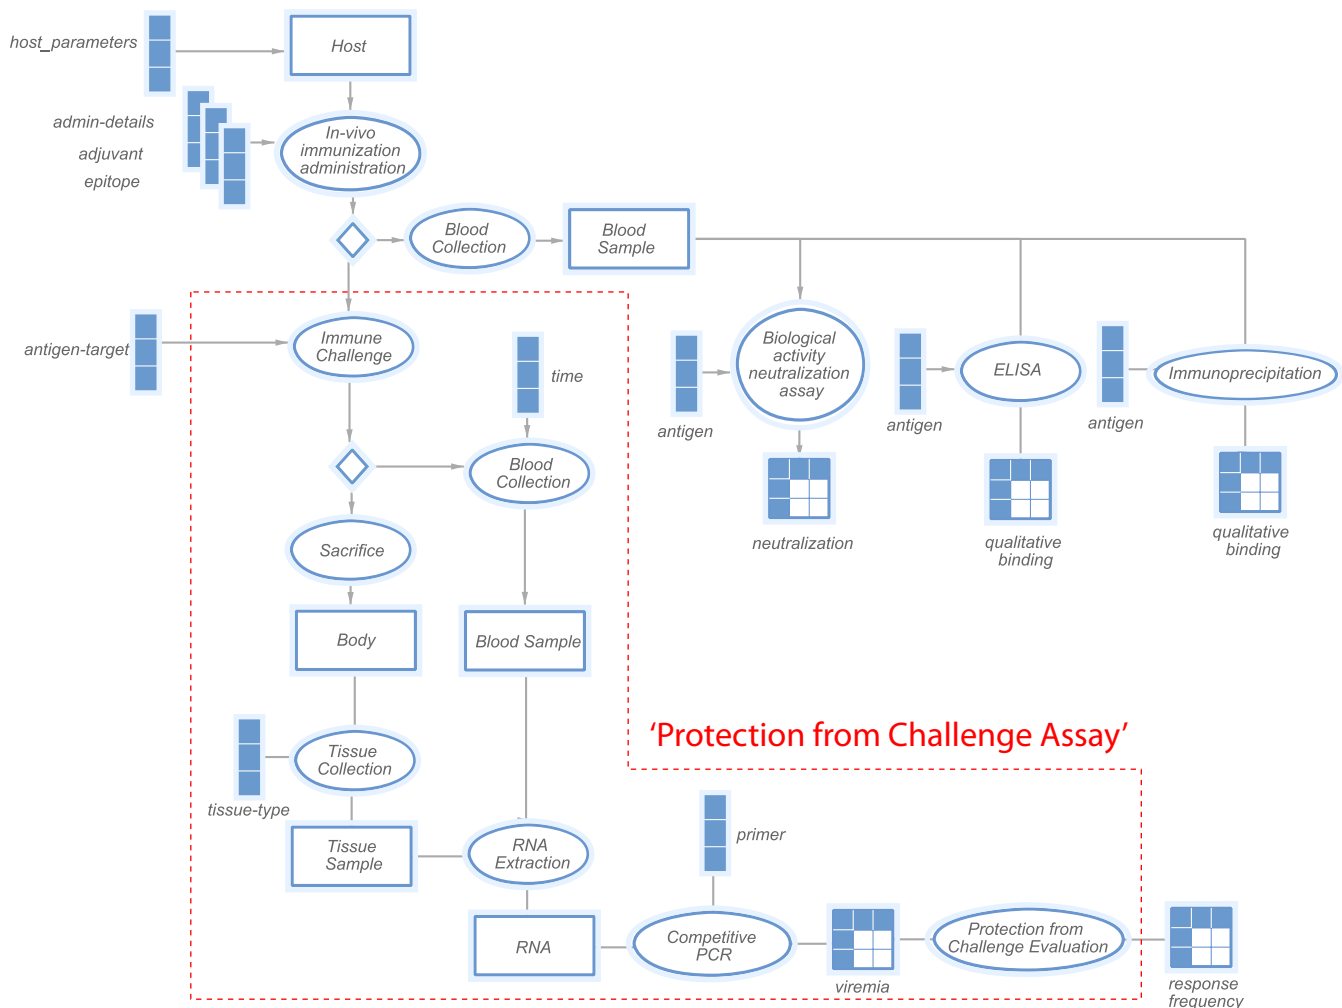 host_parameters
Host
admin-details
adjuvant
epitope
In-vivo
immunization
administration
Blood
Collection
Blood
Sample
antigen-target
Immune
Challenge
time
Biological
activity
neutralization
assay
antigen
ELISA
antigen
Immunoprecipitation
antigen
Blood
Collection
neutralization
qualitative
binding
qualitative
binding
Sacrifice
Body
Blood Sample
'Protection from Challenge Assay'
Tissue
Collection
tissue-type
Tissue
Sample
RNA
Extraction
primer
RNA
Competitive
PCR
viremia
Protection from
Challenge Evaluation
response
frequency